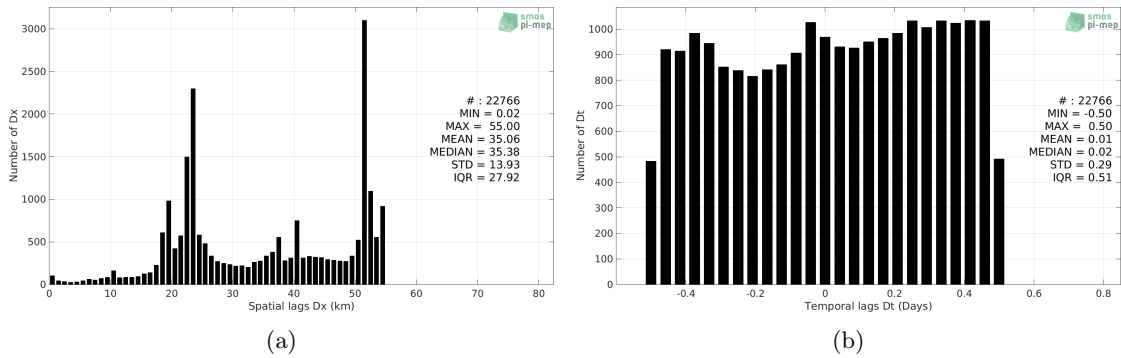 smos
pi-mep
3000
2500
2000
1500
1000
500
0
Number of Dx
# : 22766
MIN = 0.02
MAX = 55.00
MEAN = 35.06
MEDIAN = 35.38
STD = 13.93
IQR = 27.92
0 10 20 30 40 50 60 70 80
Spatial lags Dx (km)
(a)
smos
pi-mep
1000
900
800
700
600
500
400
300
200
100
0
Number of Dt
# : 22766
MIN = -0.50
MAX = 0.50
MEAN = 0.01
MEDIAN = 0.02
STD = 0.29
IQR = 0.51
-0.4 -0.2 0 0.2 0.4 0.6 0.8
Temporal lags Dt (Days)
(b)